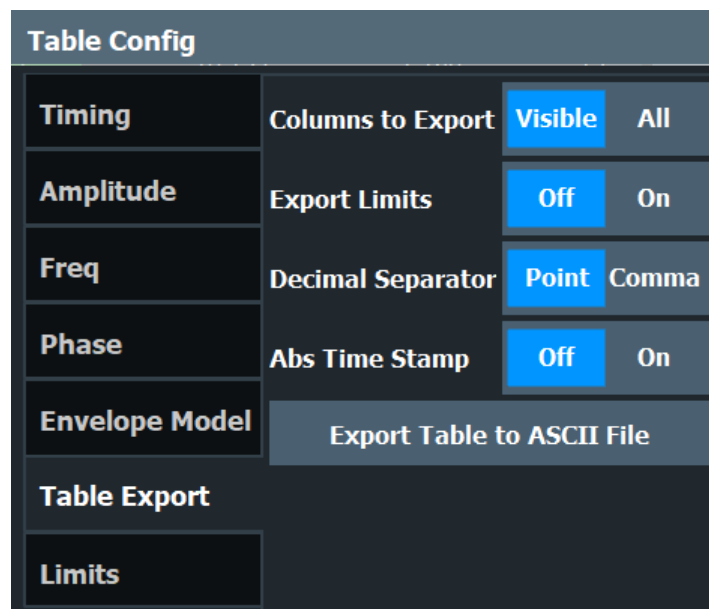 Table Config
Timing
Amplitude
Freq
Phase
Envelope Model
Table Export
Limits
Columns to Export Visible All
Export Limits Off On
Decimal Separator Point Comma
Abs Time Stamp Off On
Export Table to ASCII File